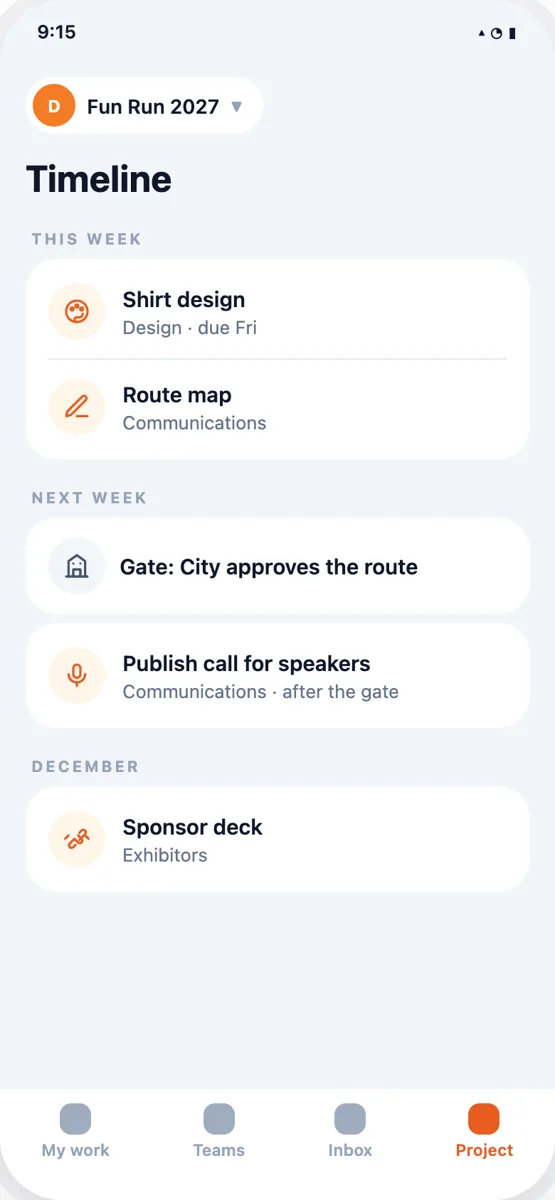 9:15
D Fun Run 2027
Timeline
THIS WEEK
Shirt design
Design · due Fri
Route map
Communications
NEXT WEEK
Gate: City approves the route
Publish call for speakers
Communications · after the gate
DECEMBER
Sponsor deck
Exhibitors
My work Teams Inbox Project